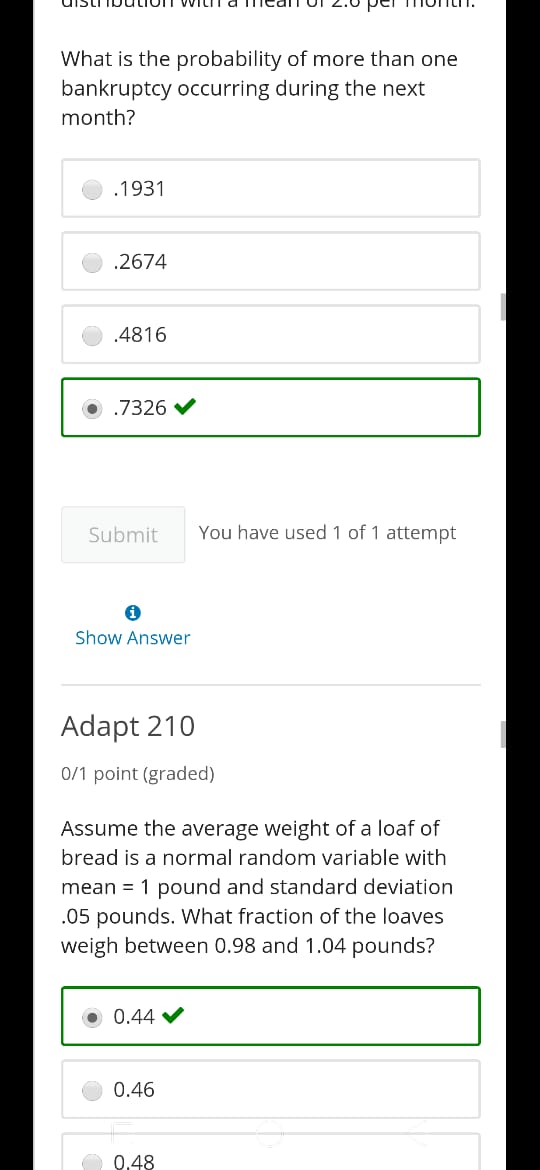 distribution with a mean of 2.6 per month.
What is the probability of more than one
bankruptcy occurring during the next
month?
.1931
.2674
.4816
.7326
Submit
You have used 1 of 1 attempt
Show Answer
Adapt 210
0/1 point (graded)
Assume the average weight of a loaf of
bread is a normal random variable with
mean = 1 pound and standard deviation
.05 pounds. What fraction of the loaves
weigh between 0.98 and 1.04 pounds?
0.44
0.46
0.48